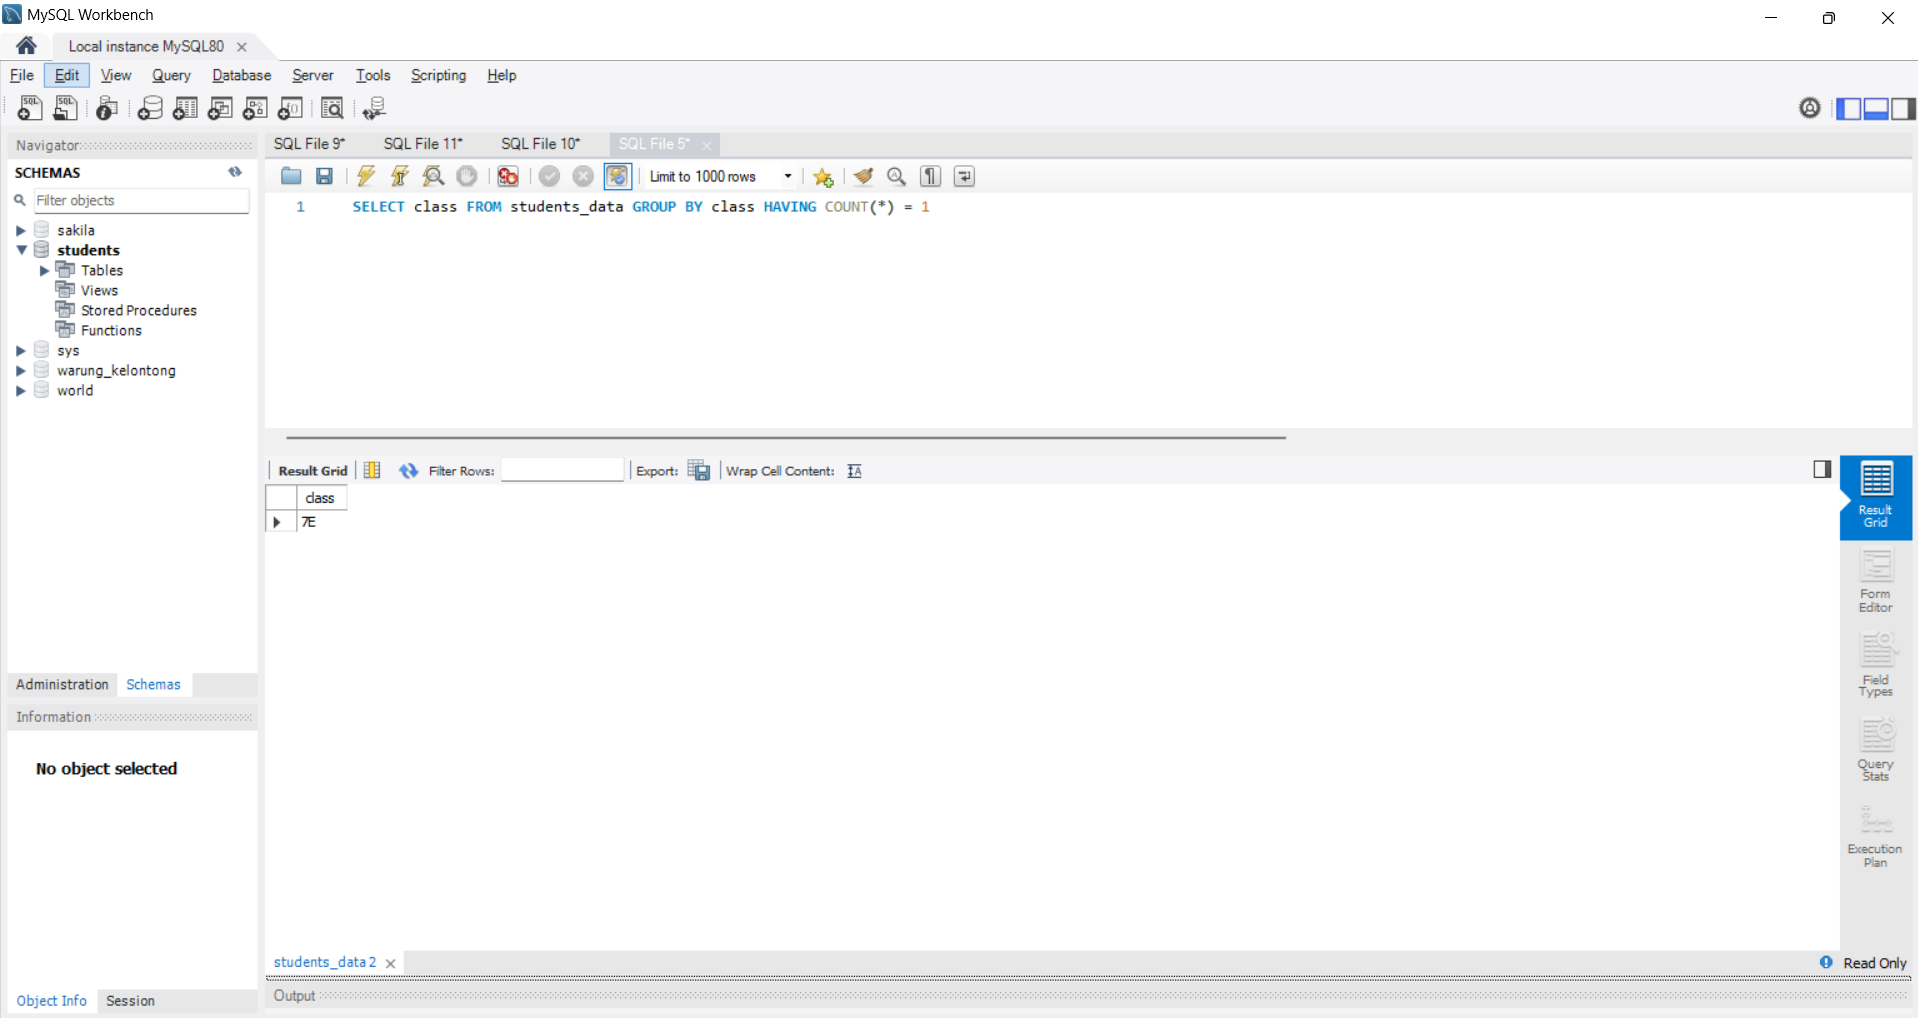 MySQL Workbench
Local instance MySQL80
File Edit View Query Database Server Tools Scripting Help
Navigator
SCHEMAS
Filter objects
sakila
students
Tables
Views
Stored Procedures
Functions
sys
warung_kelontong
world
Administration Schemas
Information
No object selected
Object Info Session
SQL File 9* SQL File 11* SQL File 10* SQL File 5*
Limit to 1000 rows
1 SELECT class FROM students_data GROUP BY class HAVING COUNT(*) = 1
Result Grid Filter Rows: Export: Wrap Cell Content:
class
7E
Result
Grid
Form
Editor
Field
Types
Query
Stats
Execution
Plan
students_data 2
Read Only
Output